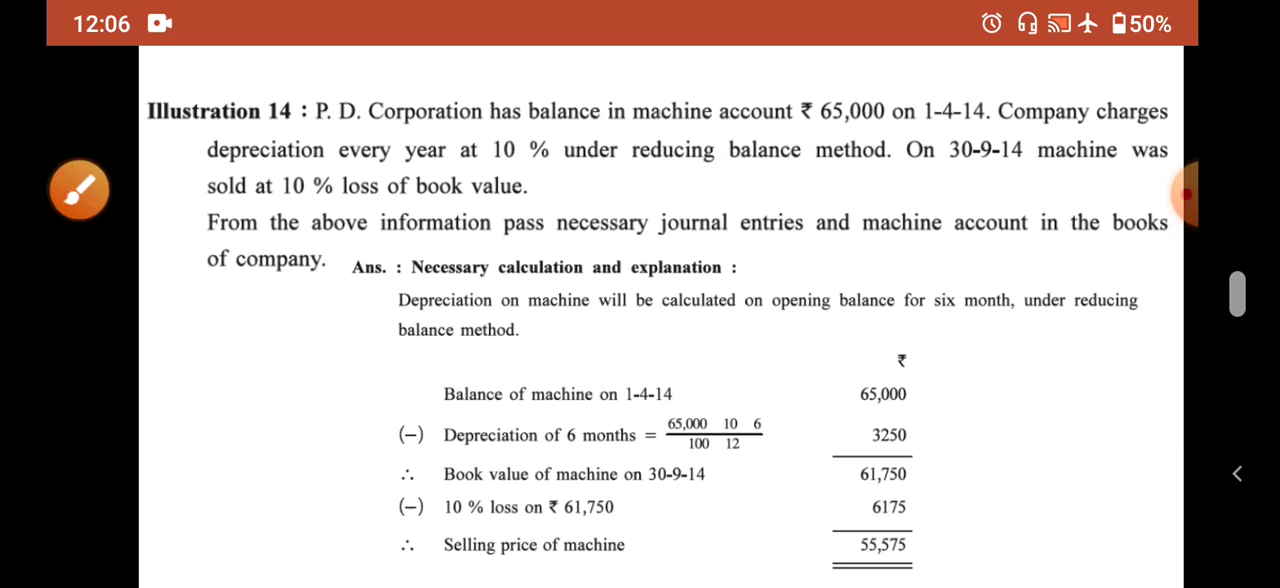 12:06 50%
Illustration 14 : P. D. Corporation has balance in machine account ₹ 65,000 on 1-4-14. Company charges
depreciation every year at 10 % under reducing balance method. On 30-9-14 machine was
sold at 10 % loss of book value.
From the above information pass necessary journal entries and machine account in the books
of company.
Ans. : Necessary calculation and explanation :
Depreciation on machine will be calculated on opening balance for six month, under reducing
balance method.
₹
Balance of machine on 1-4-14 65,000
(−) Depreciation of 6 months = 65,000 10 6 / 100 12 3250
∴ Book value of machine on 30-9-14 61,750
(−) 10 % loss on ₹ 61,750 6175
∴ Selling price of machine 55,575